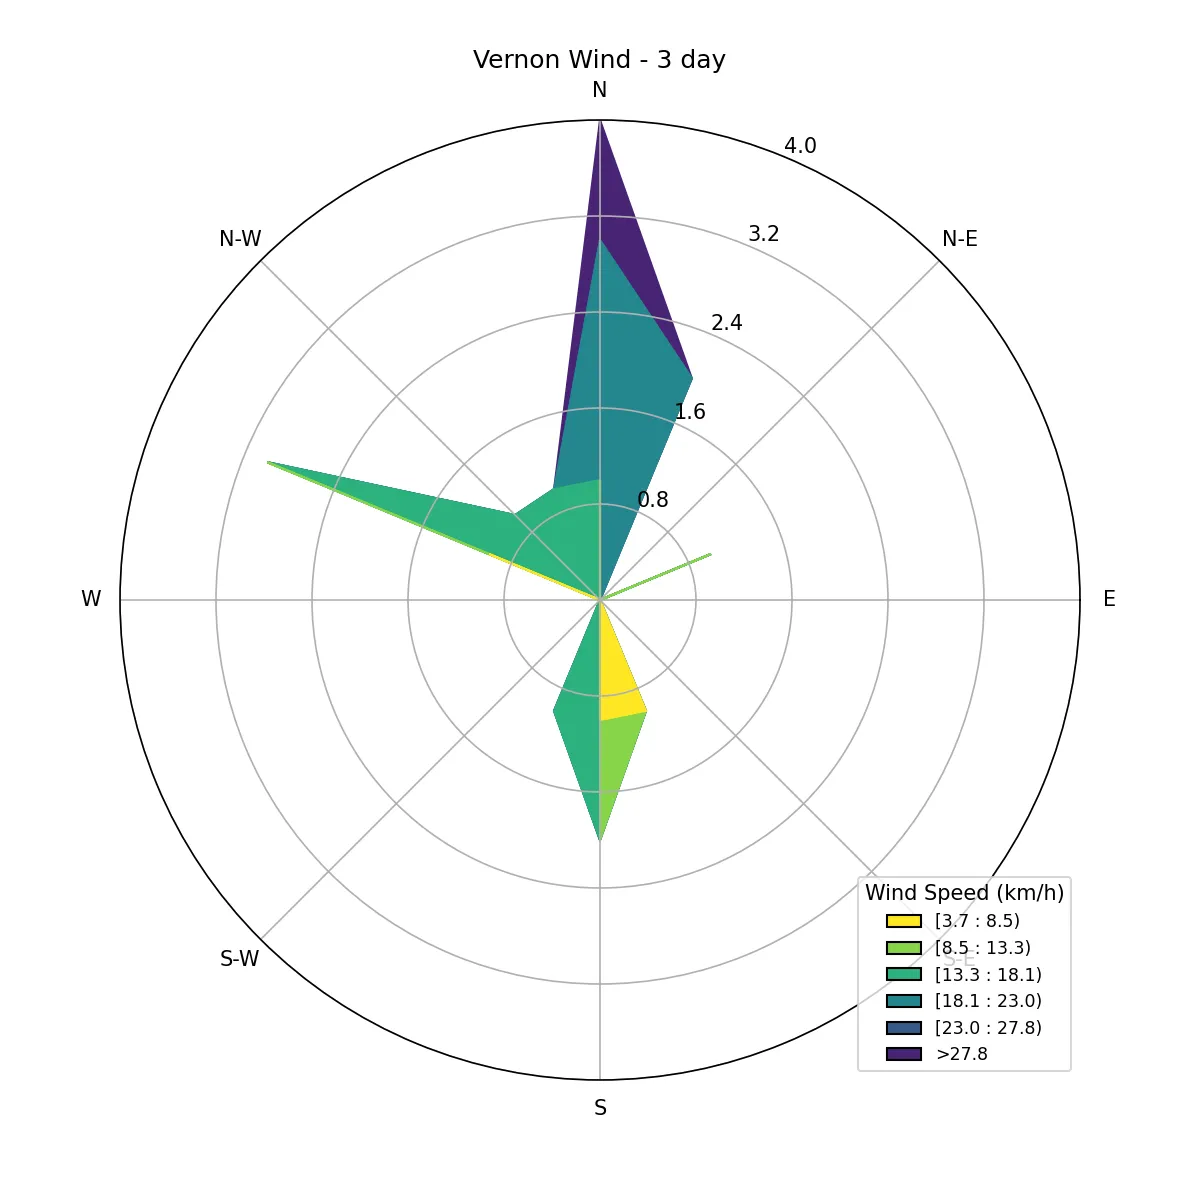 Vernon Wind - 3 day
N
4.0
N-W
3.2
N-E
2.4
1.6
0.8
W
E
Wind Speed (km/h)
[3.7 : 8.5)
[8.5 : 13.3)
S-W
S-E
[13.3 : 18.1)
[18.1 : 23.0)
[23.0 : 27.8)
>27.8
S